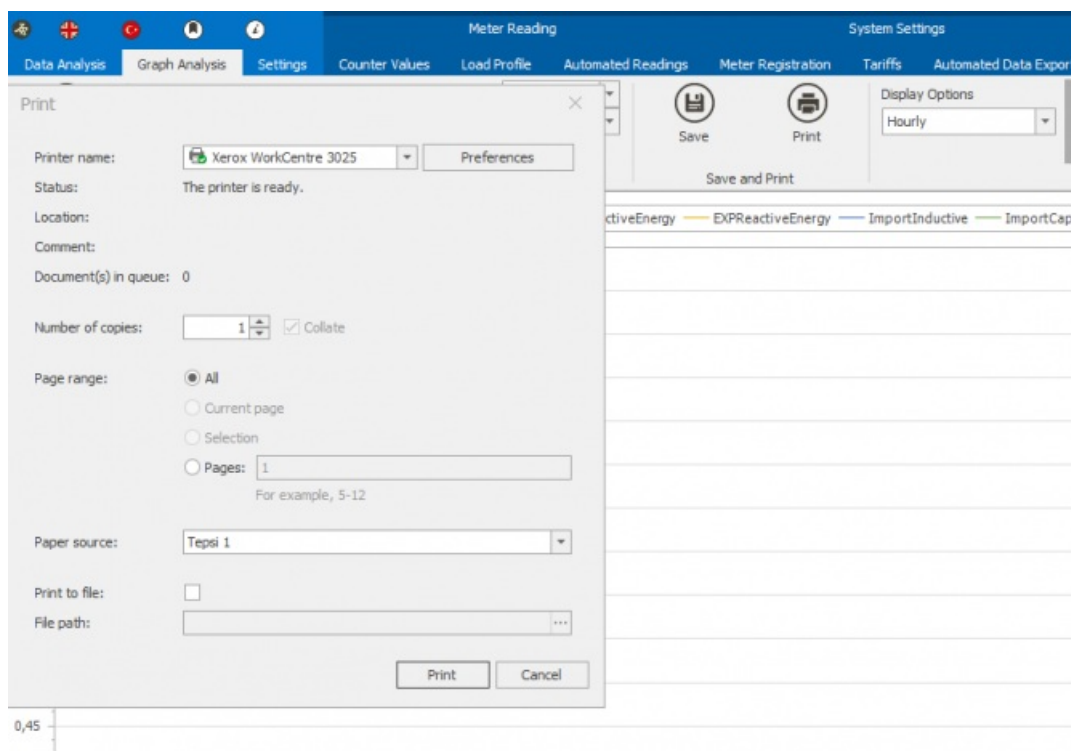 Meter Reading
System Settings
Data Analysis
Graph Analysis
Settings
Counter Values
Load Profile
Automated Readings
Meter Registration
Tariffs
Automated Data Expor
Print
Save
Print
Save and Print
Display Options
Hourly
ctiveEnergy
EXPReactiveEnergy
ImportInductive
ImportCap
Printer name:
Xerox WorkCentre 3025
Preferences
Status:
The printer is ready.
Location:
Comment:
Document(s) in queue: 0
Number of copies:
1
Collate
Page range:
All
Current page
Selection
Pages:
1
For example, 5-12
Paper source:
Tepsi 1
Print to file:
File path:
...
Print
Cancel
0,45